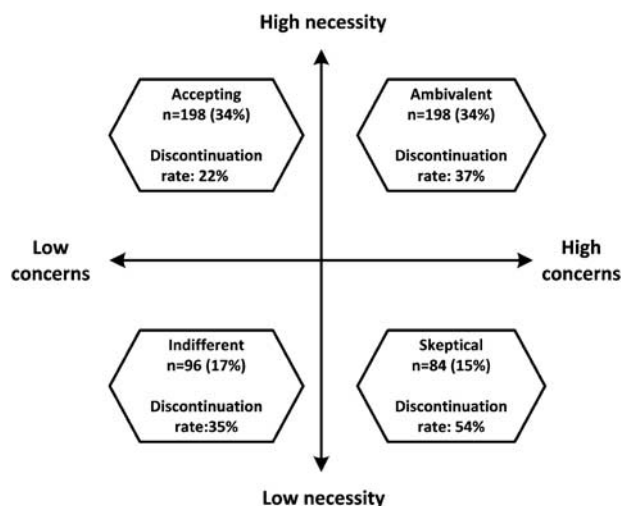 High necessity
Accepting
n=198 (34%)
Discontinuation
rate: 22%
Ambivalent
n=198 (34%)
Discontinuation
rate: 37%
Low
concerns
High
concerns
Indifferent
n=96 (17%)
Discontinuation
rate:35%
Skeptical
n=84 (15%)
Discontinuation
rate: 54%
Low necessity